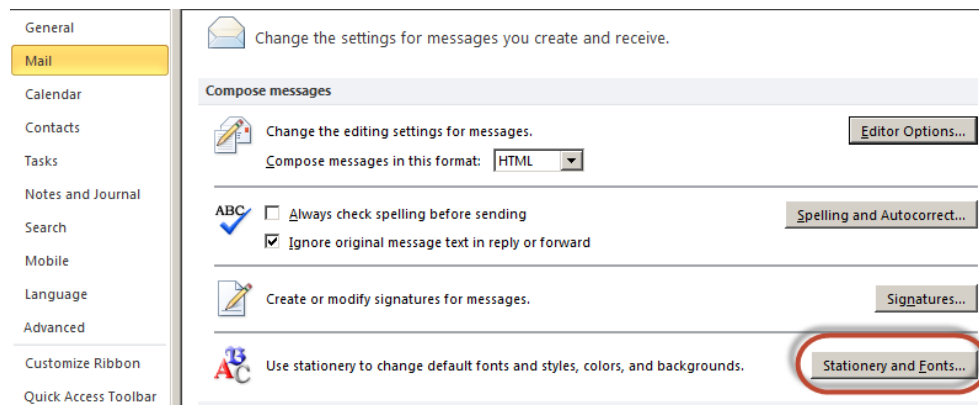 General
Mail
Calendar
Contacts
Tasks
Notes and Journal
Search
Mobile
Language
Advanced
Customize Ribbon
Quick Access Toolbar
Change the settings for messages you create and receive.
Compose messages
Change the editing settings for messages.
Editor Options...
Compose messages in this format: HTML
ABC
Always check spelling before sending
Spelling and Autocorrect...
Ignore original message text in reply or forward
Create or modify signatures for messages.
Signatures...
ABC
Use stationery to change default fonts and styles, colors, and backgrounds.
Stationery and Fonts...